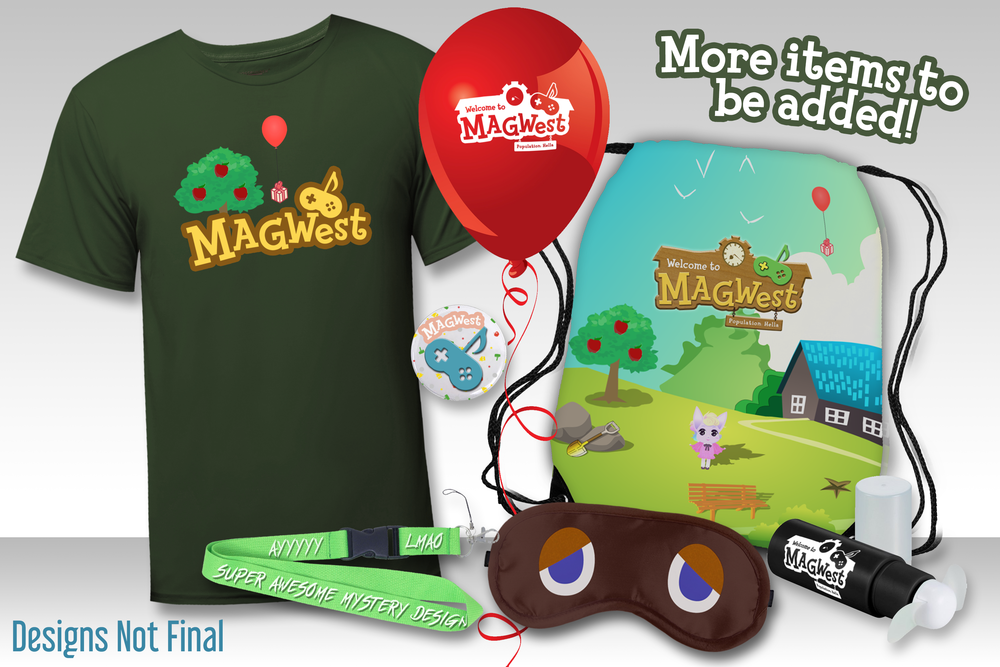 More items to
be added!
Welcome to
MAGWest
Population: Hella
MAGWest
Welcome to
MAGWest
Population: Hella
MAGWest
AYYYYY
LMAO
SUPER AWESOME MYSTERY DESIGN
Welcome to
MAGWest
Designs Not Final